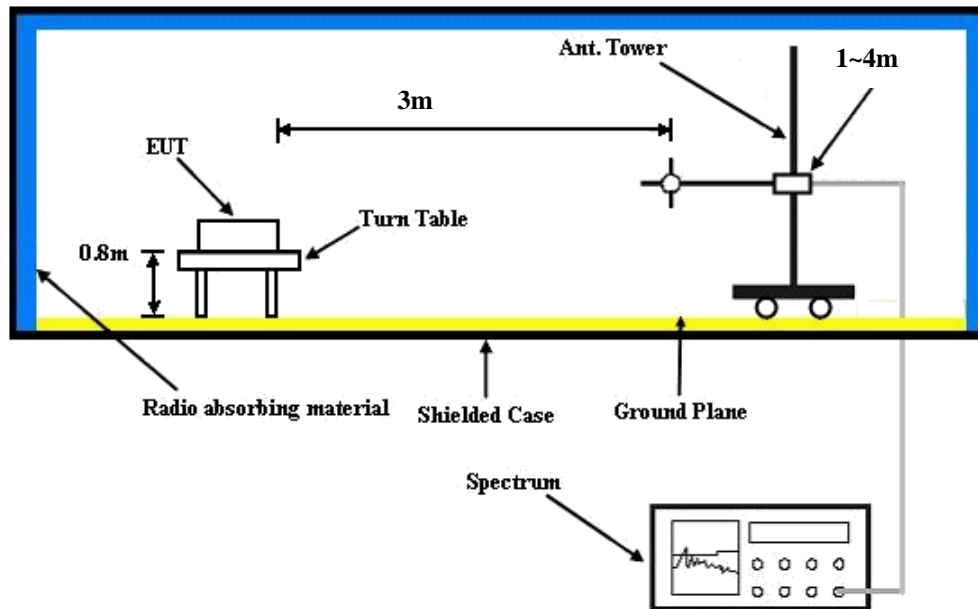 Ant. Tower
1~4m
3m
EUT
Turn Table
0.8m
Radio absorbing material
Shielded Case
Ground Plane
Spectrum